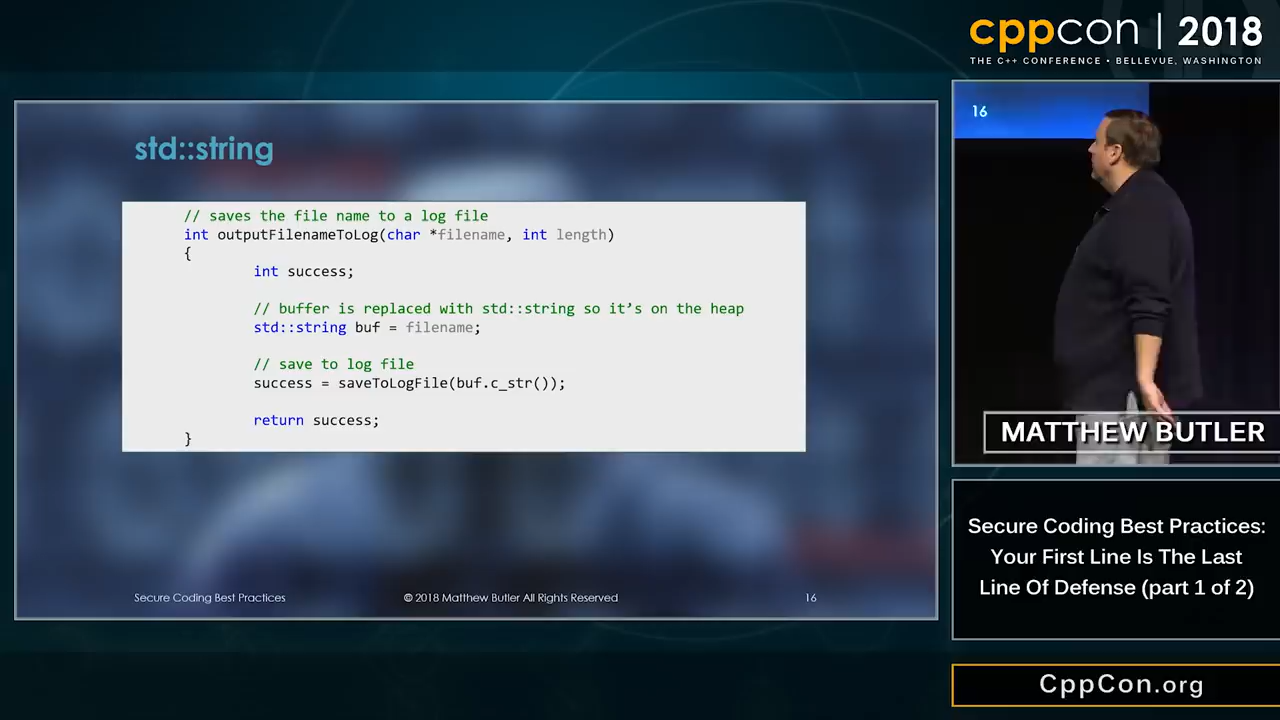 cppcon | 2018
THE C++ CONFERENCE • BELLEVUE, WASHINGTON
std::string
// saves the file name to a log file
int outputFilenameToLog(char *filename, int length)
{
int success;
// buffer is replaced with std::string so it’s on the heap
std::string buf = filename;
// save to log file
success = saveToLogFile(buf.c_str());
return success;
}
Secure Coding Best Practices
© 2018 Matthew Butler All Rights Reserved
16
16
MATTHEW BUTLER
Secure Coding Best Practices:
Your First Line Is The Last
Line Of Defense (part 1 of 2)
CppCon.org